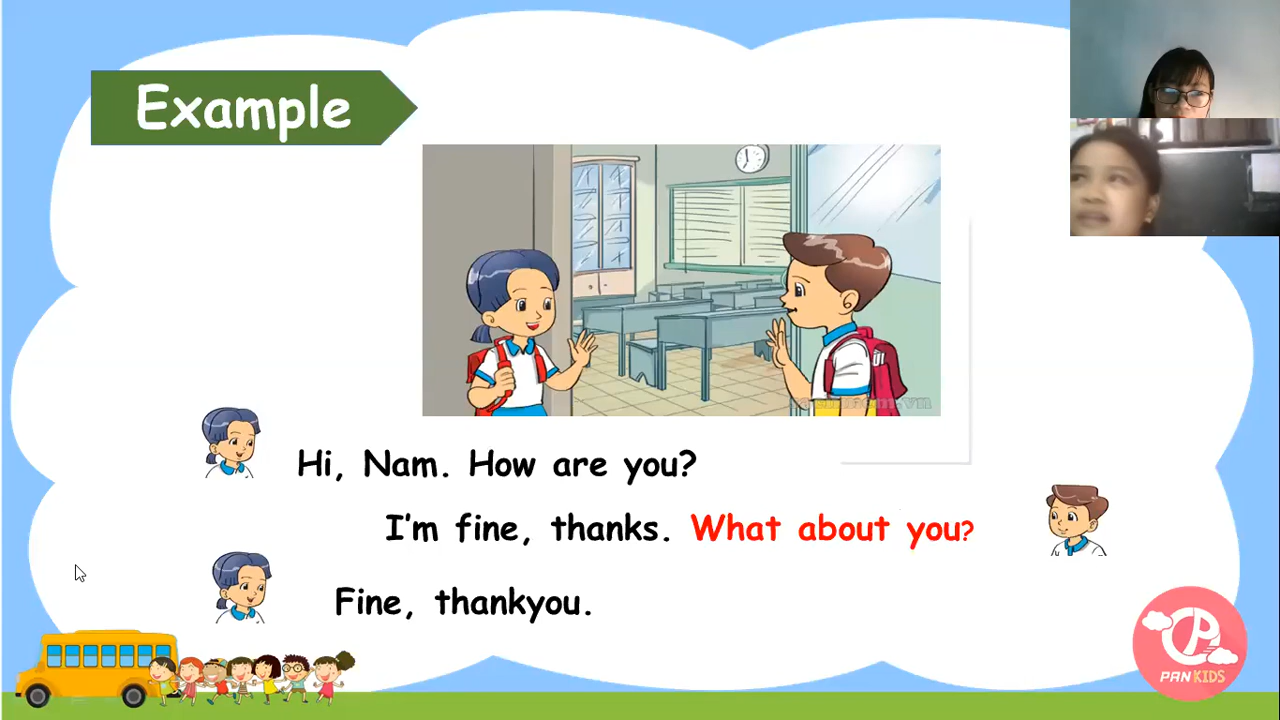 Example
Hi, Nam. How are you?
I'm fine, thanks. What about you?
Fine, thankyou.
PAN KIDS